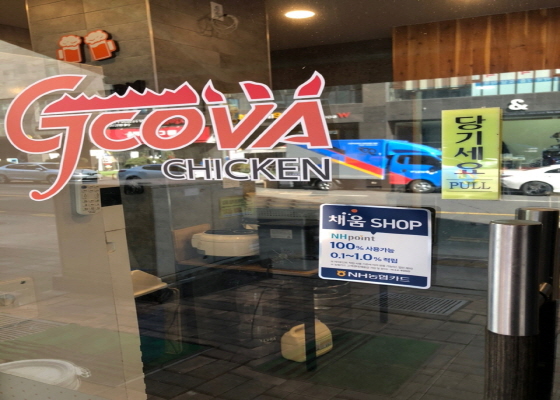 GCOVA
CHICKEN
당기세요
PULL
&
채움 SHOP
NHpoint
100% 사용가능
0.1~1.0% 적립
NH농협카드